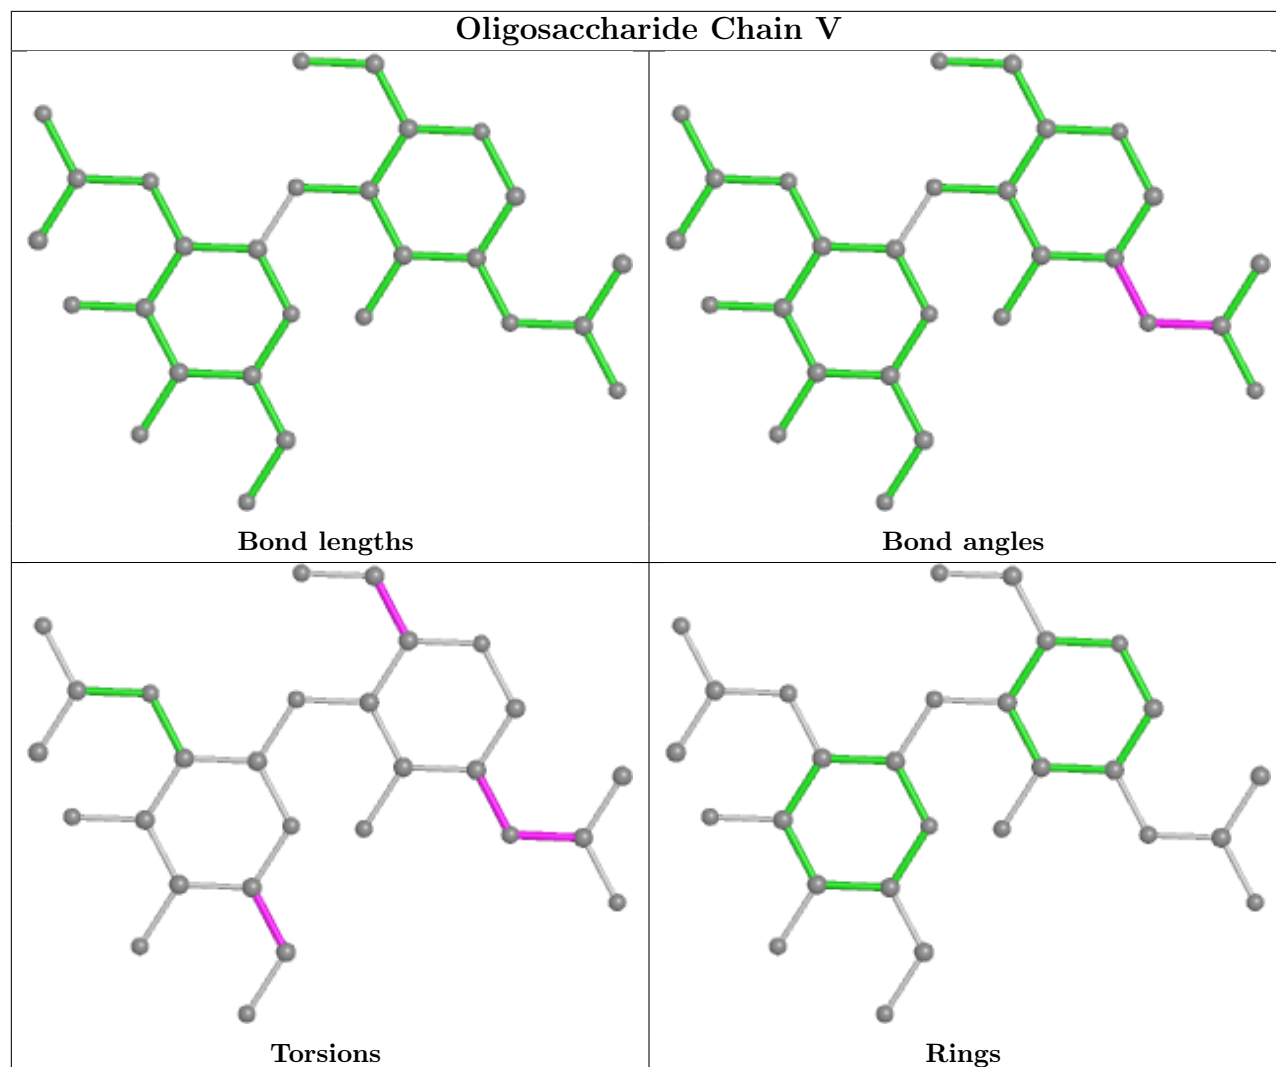 Oligosaccharide Chain V
Bond lengths
Bond angles
Torsions
Rings